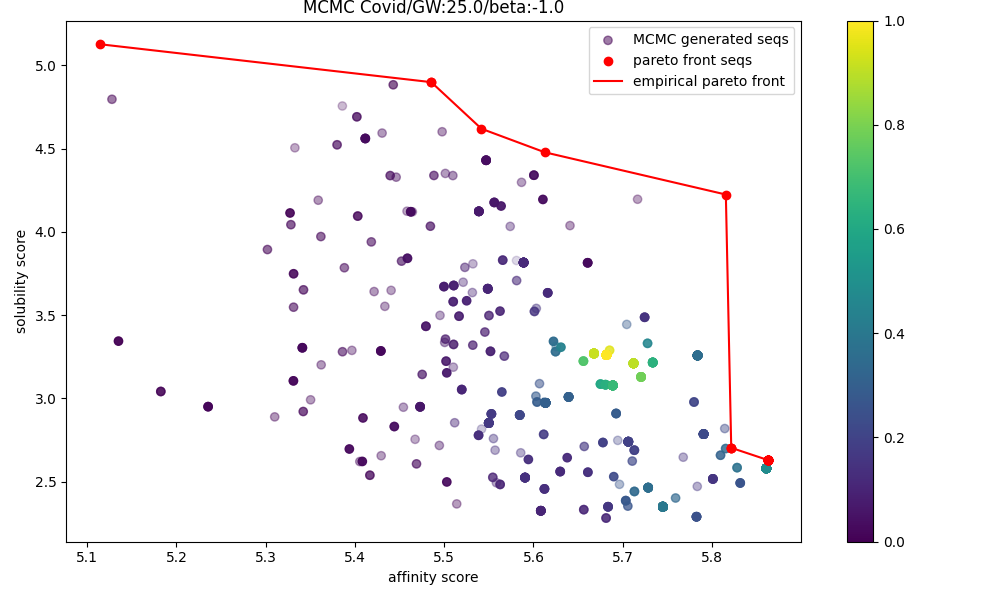 MCMC Covid/GW:25.0/beta:-1.0
MCMC generated seqs
pareto front seqs
empirical pareto front
solubility score
5.0
4.5
4.0
3.5
3.0
2.5
5.1 5.2 5.3 5.4 5.5 5.6 5.7 5.8
affinity score
1.0
0.8
0.6
0.4
0.2
0.0